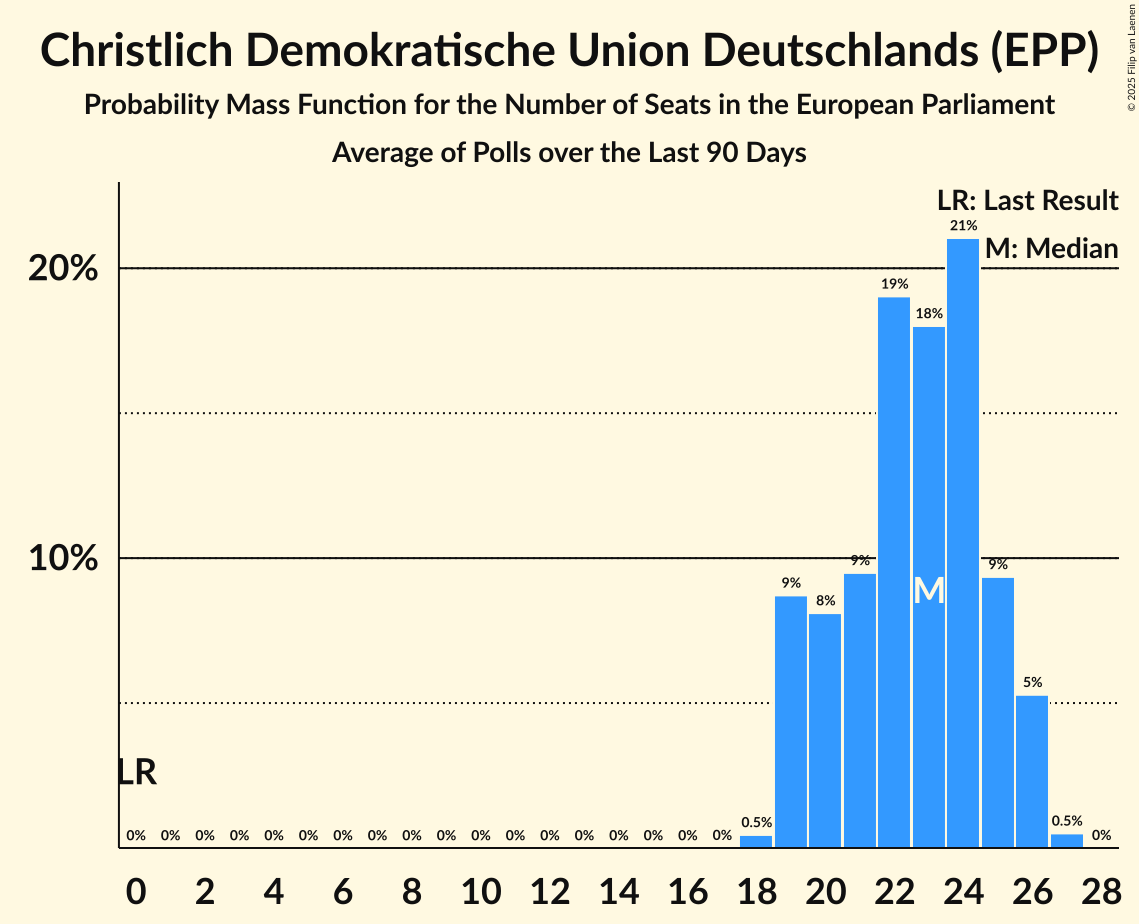 Christlich Demokratische Union Deutschlands (EPP)
Probability Mass Function for the Number of Seats in the European Parliament
Average of Polls over the Last 90 Days
© 2025 Filip van Laenen
LR: Last Result
M: Median
21%
20%
19%
18%
10%
9%
9%
8%
9%
M
5%
LR
0% 0% 0% 0% 0% 0% 0% 0% 0% 0% 0% 0% 0% 0% 0% 0% 0% 0% 0.5% 0.5% 0%
0 2 4 6 8 10 12 14 16 18 20 22 24 26 28